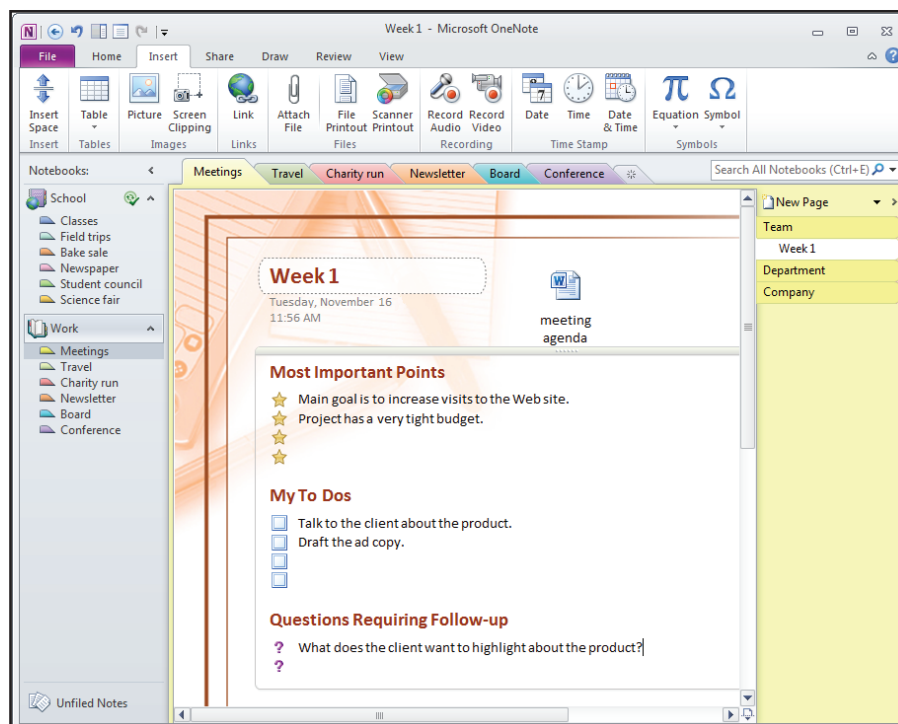 Week 1 - Microsoft OneNote
File Home Insert Share Draw Review View
Insert Space
Table
Picture
Screen Clipping
Link
Attach File
File Printout
Scanner Printout
Record Audio
Record Video
Date
Time
Date & Time
Equation
Symbol
Insert Tables Images Links Files Recording Time Stamp Symbols
Notebooks:
Meetings Travel Charity run Newsletter Board Conference
Search All Notebooks (Ctrl+E)
School
Classes
Field trips
Bake sale
Newspaper
Student council
Science fair
Work
Meetings
Travel
Charity run
Newsletter
Board
Conference
Unfiled Notes
Week 1
Tuesday, November 16
11:56 AM
meeting
agenda
Most Important Points
Main goal is to increase visits to the Web site.
Project has a very tight budget.
My To Dos
Talk to the client about the product.
Draft the ad copy.
Questions Requiring Follow-up
? What does the client want to highlight about the product?
?
New Page
Team
Week 1
Department
Company